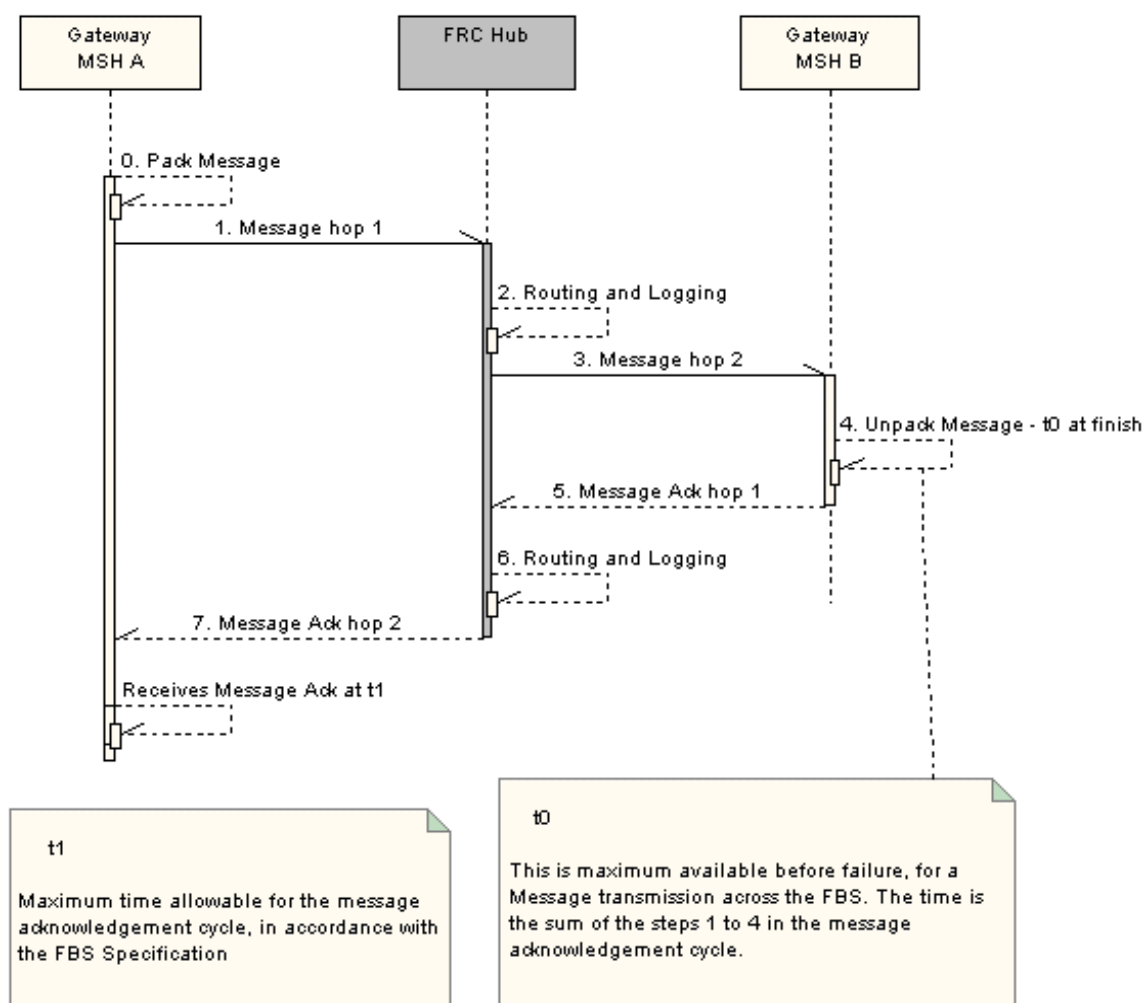 Gateway
MSH A
FRC Hub
Gateway
MSH B
0. Pack Message
1. Message hop 1
2. Routing and Logging
3. Message hop 2
4. Unpack Message - t0 at finish
5. Message Ack hop 1
6. Routing and Logging
7. Message Ack hop 2
Receives Message Ack at t1
t1
Maximum time allowable for the message
acknowledgement cycle, in accordance with
the FBS Specification
t0
This is maximum available before failure, for a
Message transmission across the FBS. The time is
the sum of the steps 1 to 4 in the message
acknowledgement cycle.